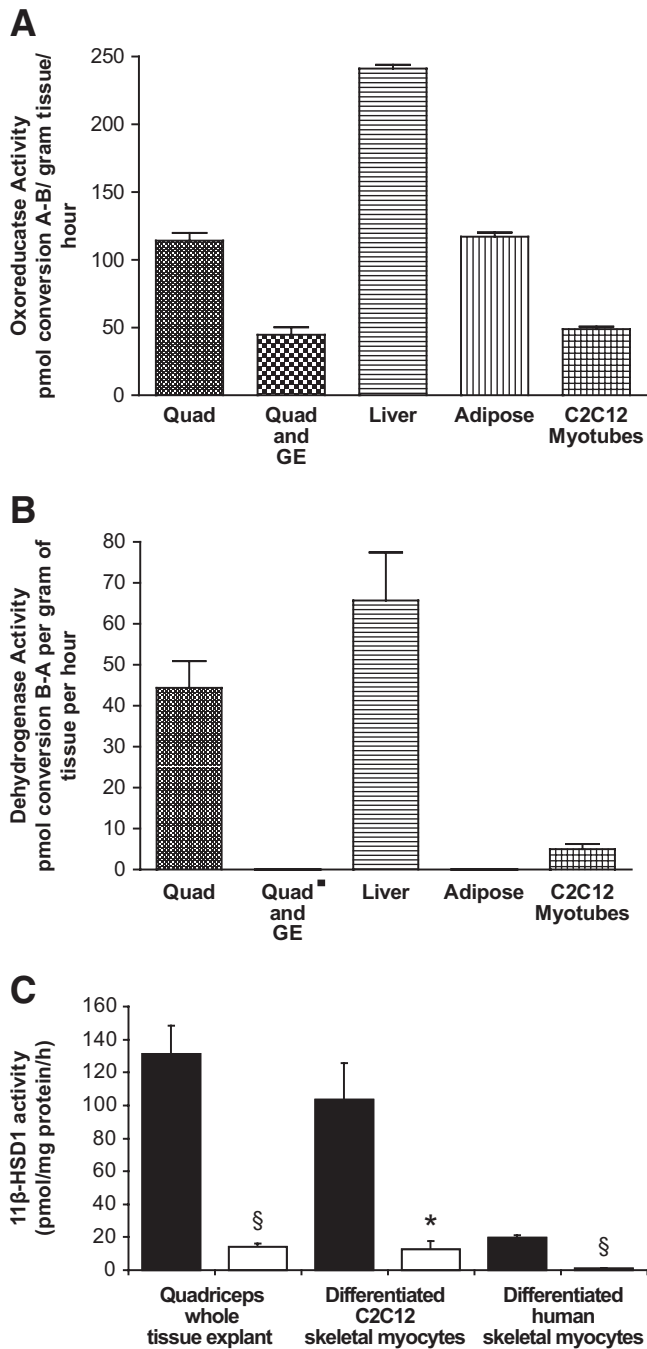 A
Oxoreducatse Activity
pmol conversion A-B/ gram tissue/
hour
250
200
150
100
50
0
Quad
Quad
and
GE
Liver
Adipose
C2C12
Myotubes
B
Dehydrogenase Activity
pmol conversion B-A per gram of
tissue per hour
80
70
60
50
40
30
20
10
0
Quad
Quad
and
GE
Liver
Adipose
C2C12
Myotubes
C
11β-HSD1 activity
(pmol/mg protein/h)
160
140
120
100
80
60
40
20
0
§
*
§
Quadriceps
whole
tissue explant
Differentiated
C2C12
skeletal myocytes
Differentiated
human
skeletal myocytes